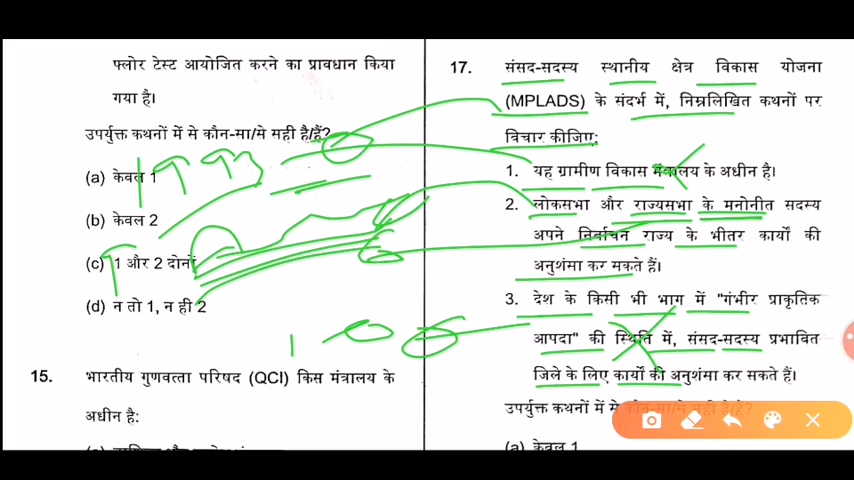 फ्लोर टेस्ट आयोजित करने का प्रावधान किया
गया है।
उपर्युक्त कथनों में से कौन-मा/मे मही है/हैं?
(a) केवल 1
1993
(b) केवल 2
(c) 1 और 2 दोनों
(d) न तो 1, न ही 2
15. भारतीय गुणवत्ता परिषद (QCI) किस मंत्रालय के
अधीन है:
17. संसद-सदस्य स्थानीय क्षेत्र विकास योजना
(MPLADS) के संदर्भ में, निम्नलिखित कथनों पर
विचार कीजिए:
1. यह ग्रामीण विकास मंत्रालय के अधीन है।
2. लोकसभा और राज्यसभा के मनोनीत सदस्य
अपने निर्वाचन राज्य के भीतर कार्यों की
अनुशंमा कर सकते हैं।
3. देश के किसी भी भाग में "गंभीर प्राकृतिक
आपदा" की स्थिति में, संसद-सदस्य प्रभावित
जिले के लिए कार्यों की अनुशंमा कर सकते हैं।
उपर्युक्त कथनों में से कौन-मा/मे मही है/हैं?
(a) केवल 1